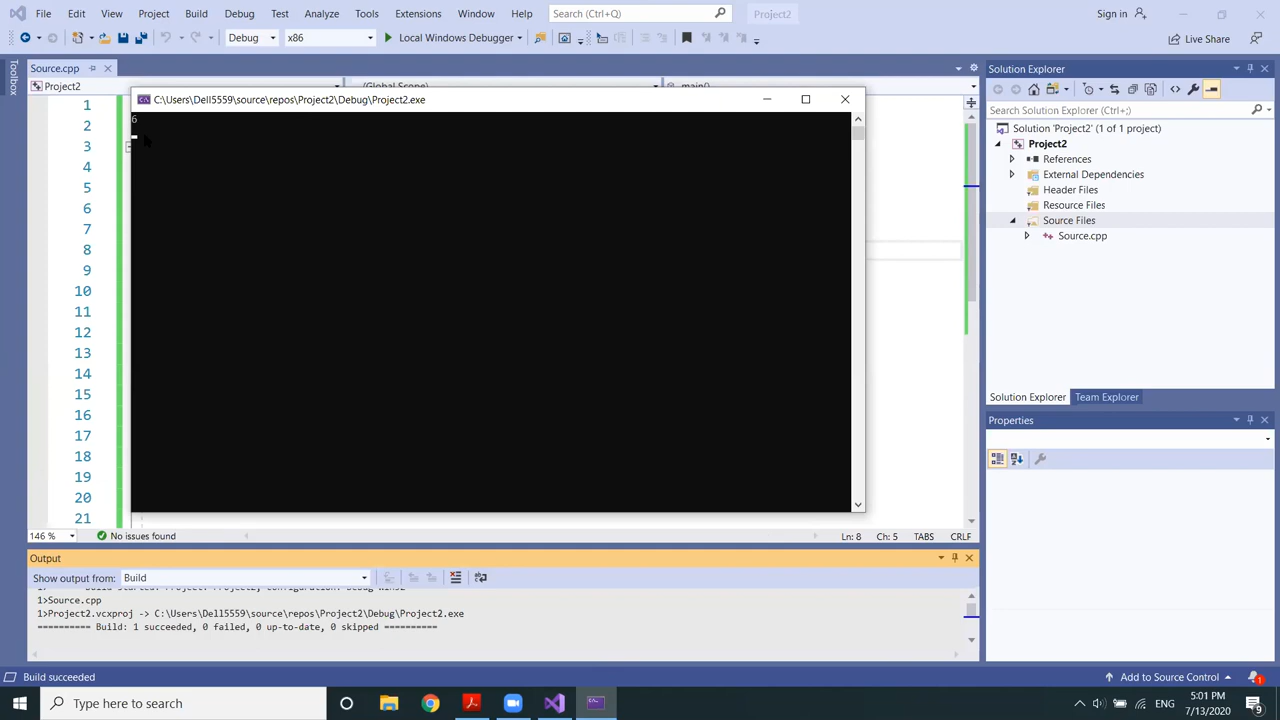 File Edit View Project Build Debug Test Analyze Tools Extensions Window Help Search (Ctrl+Q) Project2 Sign in
Debug x86 Local Windows Debugger Live Share
Toolbox
Source.cpp
Project2 (Global Scope) main()
C:\Users\Dell5559\source\repos\Project2\Debug\Project2.exe
6
1
2
3
4
5
6
7
8
9
10
11
12
13
14
15
16
17
18
19
20
21
146 % No issues found Ln: 8 Ch: 5 TABS CRLF
Output
Show output from: Build
1>Source.cpp
1>Project2.vcxproj -> C:\Users\Dell5559\source\repos\Project2\Debug\Project2.exe
========== Build: 1 succeeded, 0 failed, 0 up-to-date, 0 skipped ==========
Solution Explorer
Search Solution Explorer (Ctrl+;)
Solution 'Project2' (1 of 1 project)
Project2
References
External Dependencies
Header Files
Resource Files
Source Files
Source.cpp
Solution Explorer Team Explorer
Properties
Build succeeded Add to Source Control 1
Type here to search ENG 5:01 PM
7/13/2020 9